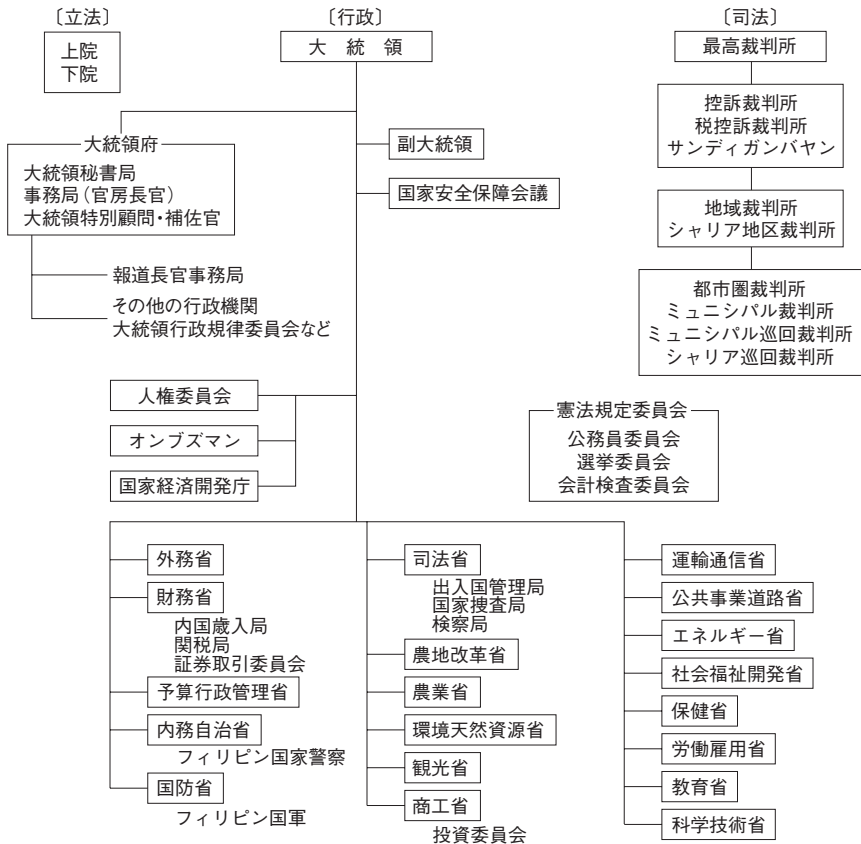 〔立法〕
上院
下院
〔行政〕
大統領
大統領府
大統領秘書局
事務局(官房長官)
大統領特別顧問・補佐官
報道長官事務局
その他の行政機関
大統領行政規律委員会など
副大統領
国家安全保障会議
〔司法〕
最高裁判所
控訴裁判所
税控訴裁判所
サンディガンバヤン
地域裁判所
シャリア地区裁判所
都市圏裁判所
ミュニシパル裁判所
ミュニシパル巡回裁判所
シャリア巡回裁判所
人権委員会
オンブズマン
国家経済開発庁
憲法規定委員会
公務員委員会
選挙委員会
会計検査委員会
外務省
財務省
内国歳入局
関税局
証券取引委員会
予算行政管理省
内務自治省
フィリピン国家警察
国防省
フィリピン国軍
司法省
出入国管理局
国家捜査局
検察局
農地改革省
農業省
環境天然資源省
観光省
商工省
投資委員会
運輸通信省
公共事業道路省
エネルギー省
社会福祉開発省
保健省
労働雇用省
教育省
科学技術省